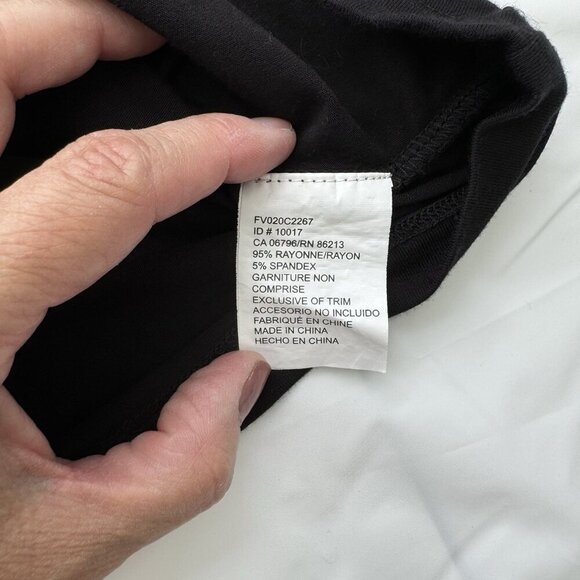 FV020C2267
ID # 10017
CA 06796/RN 86213
95% RAYONNE/RAYON
5% SPANDEX
GARNITURE NON
COMPRISE
EXCLUSIVE OF TRIM
ACCESORIO NO INCLUIDO
FABRIQUÉ EN CHINE
MADE IN CHINA
HECHO EN CHINA